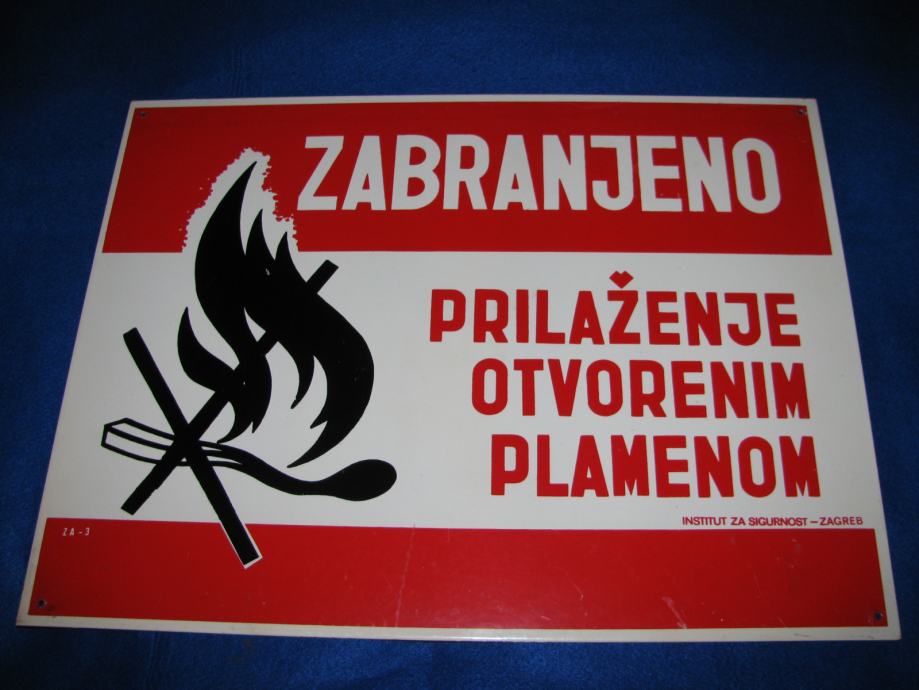 ZABRANJENO
PRILAŽENJE
OTVORENIM
PLAMENOM
INSTITUT ZA SIGURNOST – ZAGREB
ZA-3